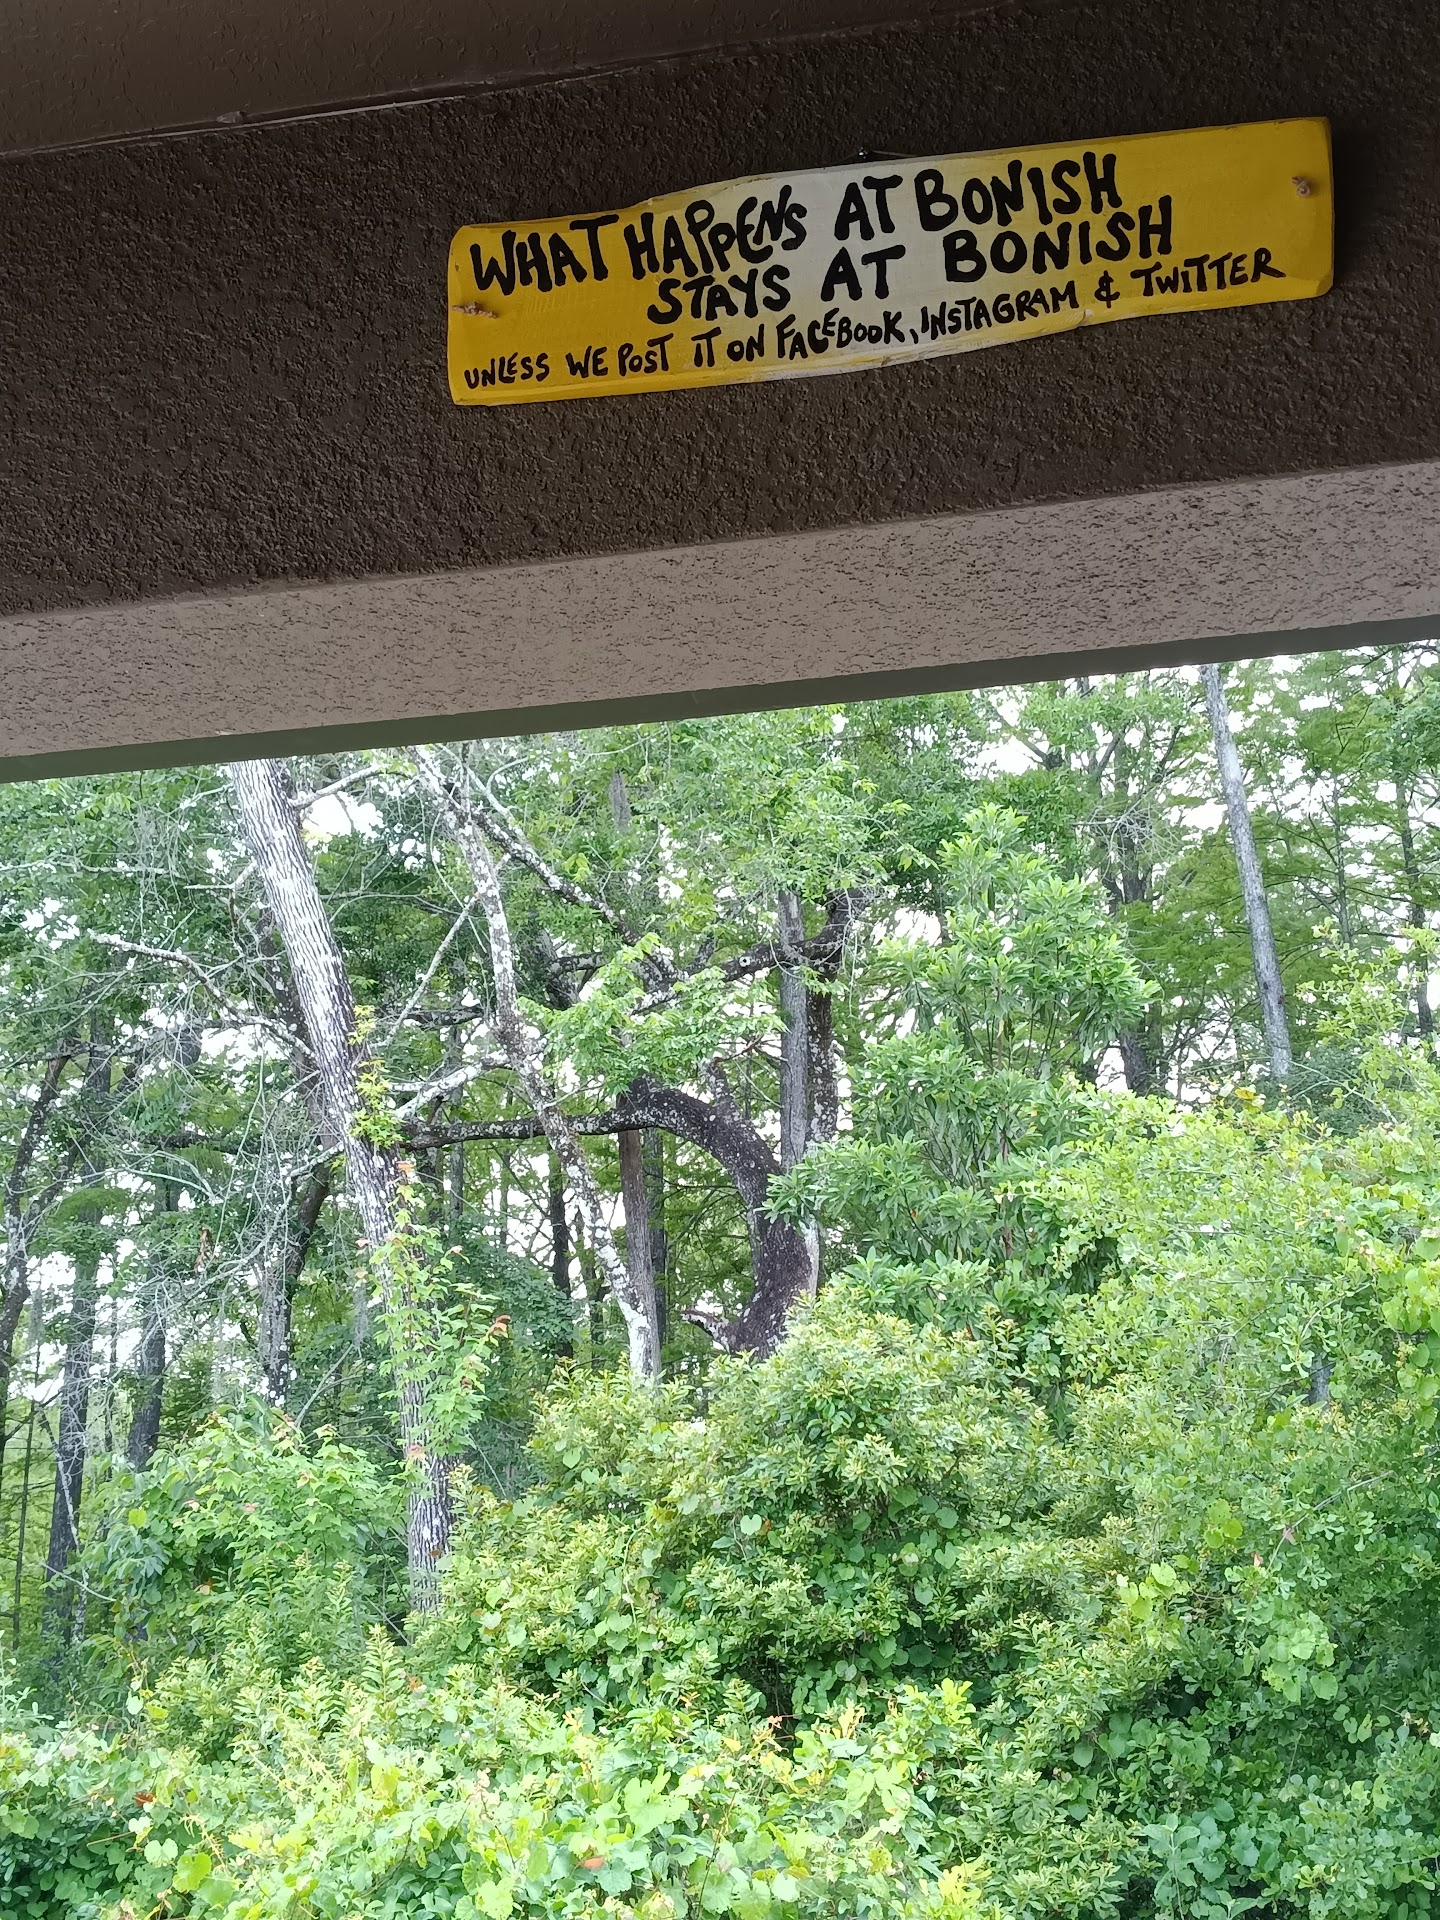 WHAT HAPPENS AT BONISH
STAYS AT BONISH
UNLESS WE POST IT ON FACEBOOK, INSTAGRAM & TWITTER